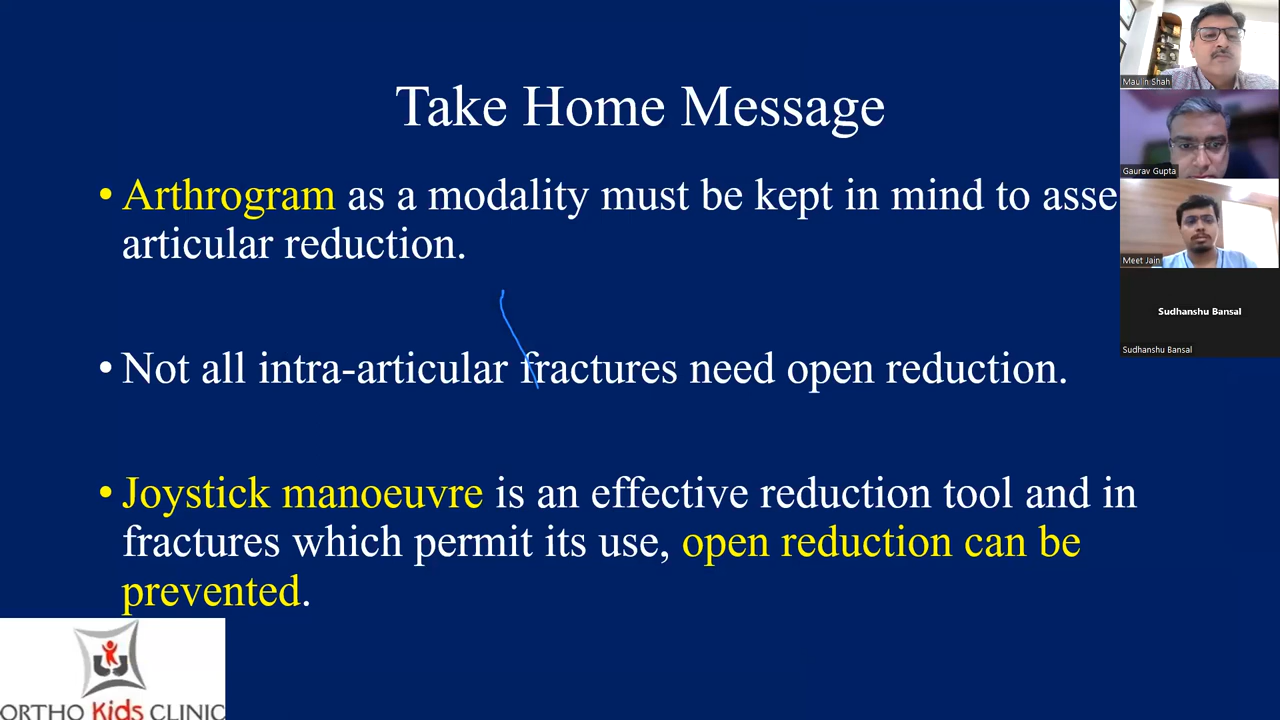 Take Home Message
• Arthrogram as a modality must be kept in mind to asse
articular reduction.
• Not all intra-articular fractures need open reduction.
• Joystick manoeuvre is an effective reduction tool and in
fractures which permit its use, open reduction can be
prevented.
ORTHO Kids CLINIC
Maulin Shah
Gaurav Gupta
Meet Jain
Sudhanshu Bansal
Sudhanshu Bansal